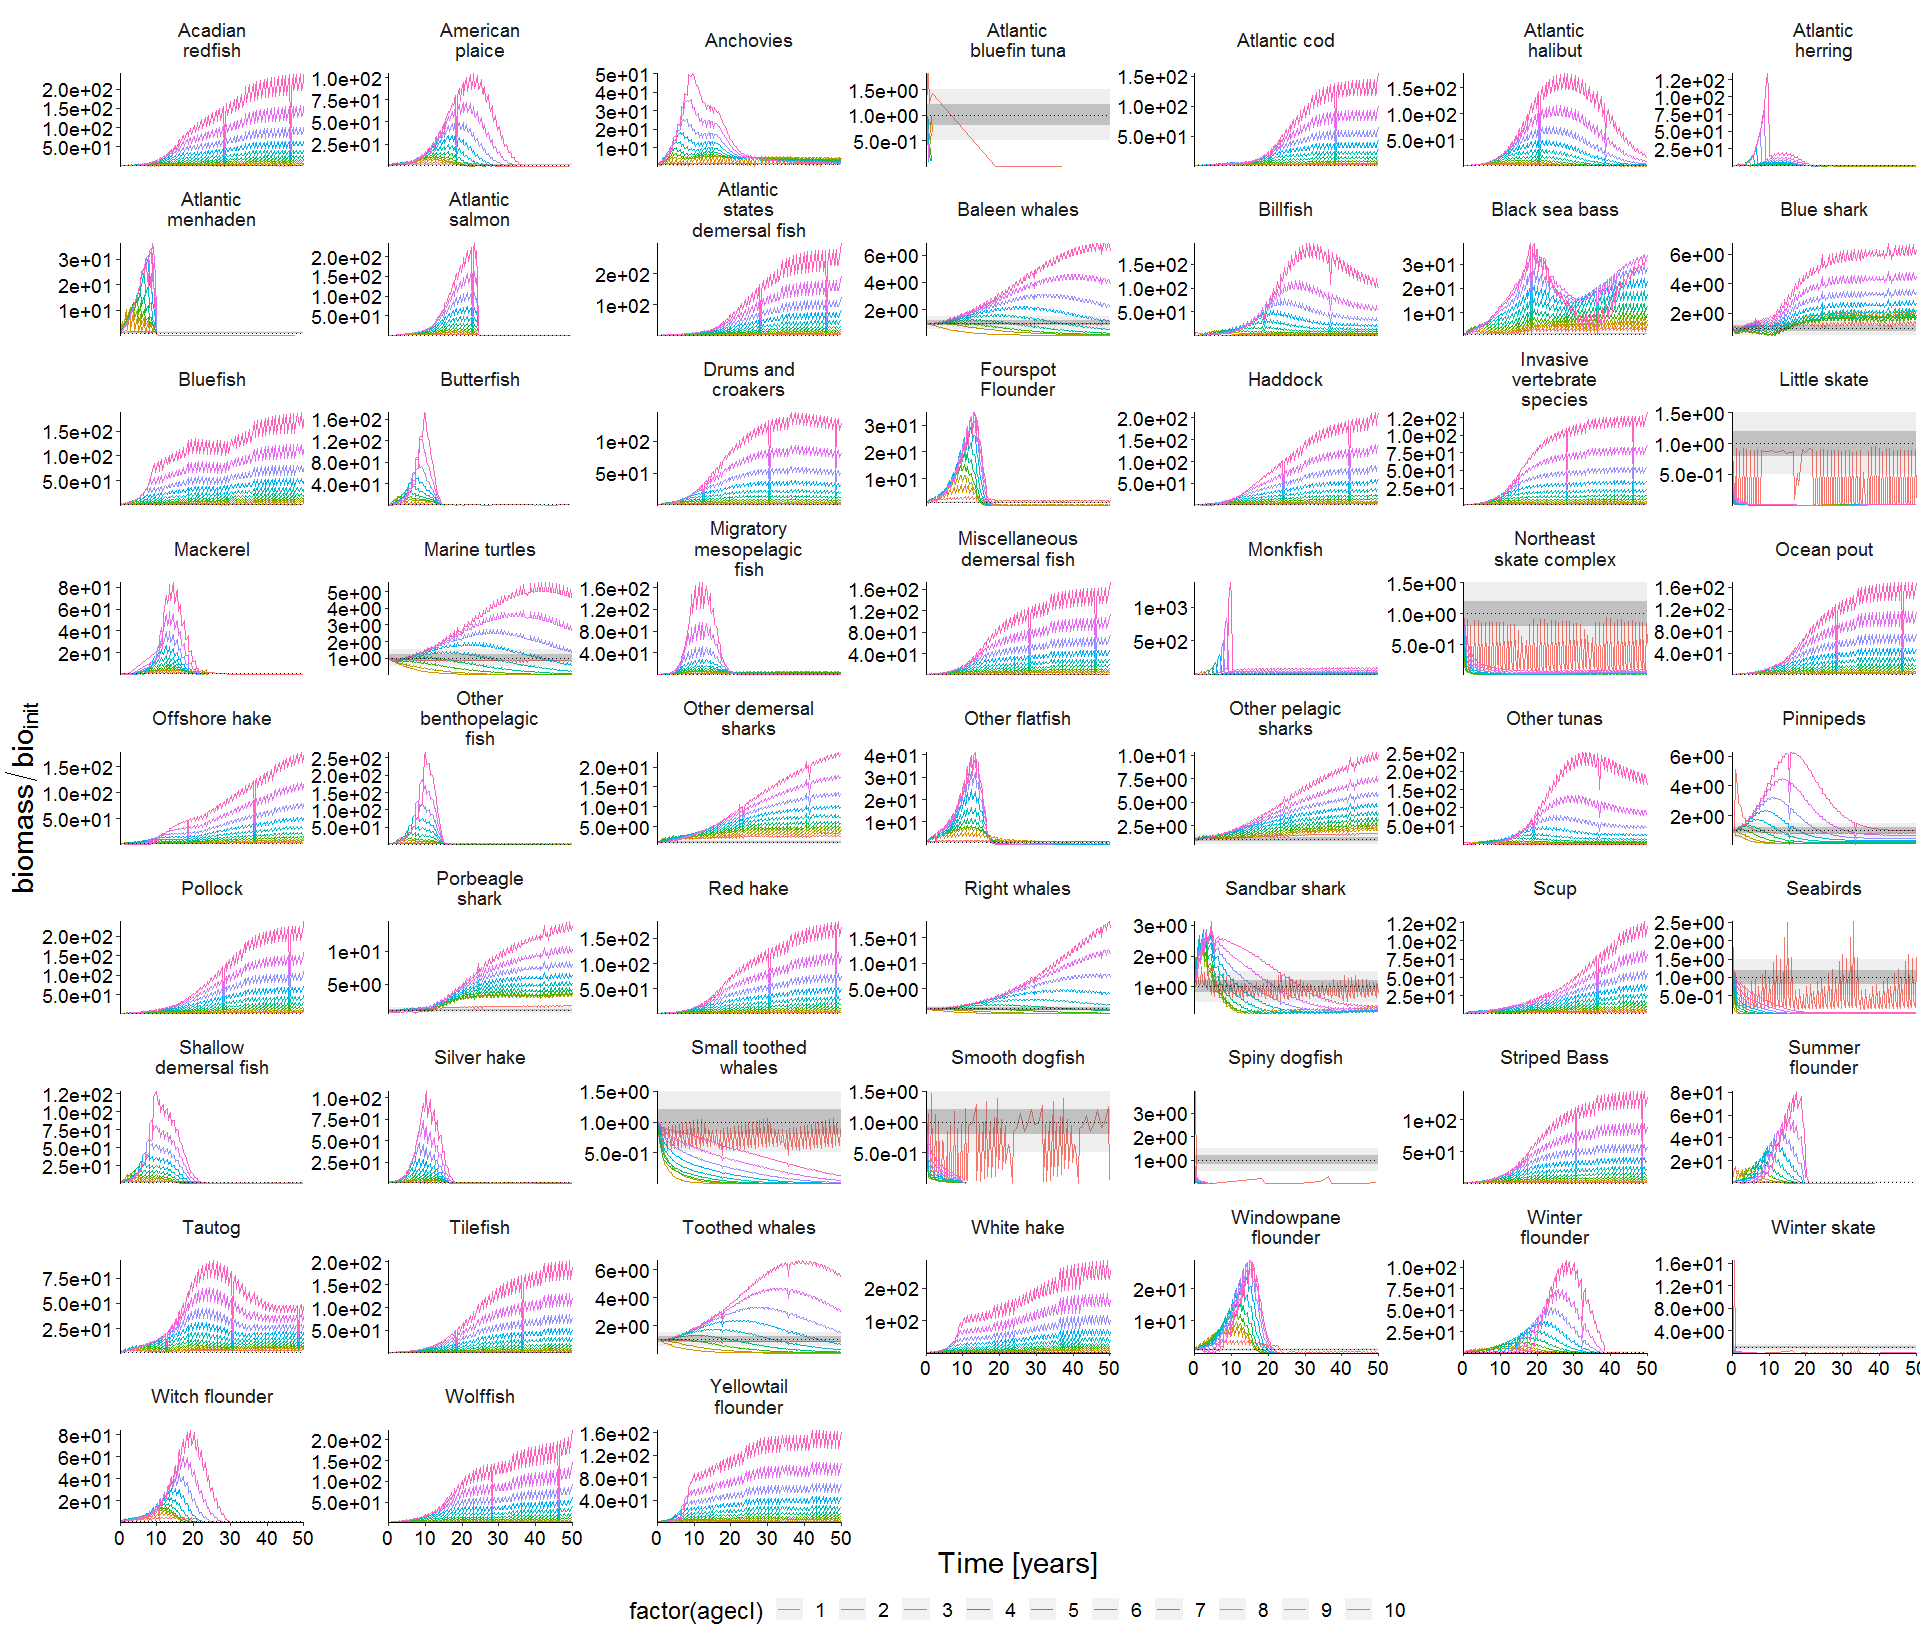 Acadian
redfish
American
plaice
Anchovies
Atlantic
bluefin tuna
Atlantic cod
Atlantic
halibut
Atlantic
herring
2.0e+02
1.5e+02
1.0e+02
5.0e+01
1.0e+02
7.5e+01
5.0e+01
2.5e+01
5e+01
4e+01
3e+01
2e+01
1e+01
1.5e+00
1.0e+00
5.0e-01
1.5e+02
1.0e+02
5.0e+01
1.5e+02
1.0e+02
5.0e+01
1.2e+02
1.0e+02
7.5e+01
5.0e+01
2.5e+01
Atlantic
menhaden
Atlantic
salmon
Atlantic
states
demersal fish
Baleen whales
Billfish
Black sea bass
Blue shark
3e+01
2e+01
1e+01
2.0e+02
1.5e+02
1.0e+02
5.0e+01
2e+02
1e+02
6e+00
4e+00
2e+00
1.5e+02
1.0e+02
5.0e+01
3e+01
2e+01
1e+01
6e+00
4e+00
2e+00
Bluefish
Butterfish
Drums and
croakers
Fourspot
Flounder
Haddock
Invasive
vertebrate
species
Little skate
1.5e+02
1.0e+02
5.0e+01
1.6e+02
1.2e+02
8.0e+01
4.0e+01
1e+02
5e+01
3e+01
2e+01
1e+01
2.0e+02
1.5e+02
1.0e+02
5.0e+01
1.2e+02
1.0e+02
7.5e+01
5.0e+01
2.5e+01
1.5e+00
1.0e+00
5.0e-01
Mackerel
Marine turtles
Migratory
mesopelagic
fish
Miscellaneous
demersal fish
Monkfish
Northeast
skate complex
Ocean pout
8e+01
6e+01
4e+01
2e+01
5e+00
4e+00
3e+00
2e+00
1e+00
1.6e+02
1.2e+02
8.0e+01
4.0e+01
1.6e+02
1.2e+02
8.0e+01
4.0e+01
1e+03
5e+02
1.5e+00
1.0e+00
5.0e-01
1.6e+02
1.2e+02
8.0e+01
4.0e+01
biomass / bioinit
Offshore hake
Other
benthopelagic
fish
Other demersal
sharks
Other flatfish
Other pelagic
sharks
Other tunas
Pinnipeds
1.5e+02
1.0e+02
5.0e+01
2.5e+02
2.0e+02
1.5e+02
1.0e+02
5.0e+01
2.0e+01
1.5e+01
1.0e+01
5.0e+00
4e+01
3e+01
2e+01
1e+01
1.0e+01
7.5e+00
5.0e+00
2.5e+00
2.5e+02
2.0e+02
1.5e+02
1.0e+02
5.0e+01
6e+00
4e+00
2e+00
Pollock
Porbeagle
shark
Red hake
Right whales
Sandbar shark
Scup
Seabirds
2.0e+02
1.5e+02
1.0e+02
5.0e+01
1e+01
5e+00
1.5e+02
1.0e+02
5.0e+01
1.5e+01
1.0e+01
5.0e+00
3e+00
2e+00
1e+00
1.2e+02
1.0e+02
7.5e+01
5.0e+01
2.5e+01
2.5e+00
2.0e+00
1.5e+00
1.0e+00
5.0e-01
Shallow
demersal fish
Silver hake
Small toothed
whales
Smooth dogfish
Spiny dogfish
Striped Bass
Summer
flounder
1.2e+02
1.0e+02
7.5e+01
5.0e+01
2.5e+01
1.0e+02
7.5e+01
5.0e+01
2.5e+01
1.5e+00
1.0e+00
5.0e-01
1.5e+00
1.0e+00
5.0e-01
3e+00
2e+00
1e+00
1e+02
5e+01
8e+01
6e+01
4e+01
2e+01
Tautog
Tilefish
Toothed whales
White hake
Windowpane
flounder
Winter
flounder
Winter skate
7.5e+01
5.0e+01
2.5e+01
2.0e+02
1.5e+02
1.0e+02
5.0e+01
6e+00
4e+00
2e+00
2e+02
1e+02
2e+01
1e+01
1.0e+02
7.5e+01
5.0e+01
2.5e+01
1.6e+01
1.2e+01
8.0e+00
4.0e+00
0 10 20 30 40 50
0 10 20 30 40 50
0 10 20 30 40 50
0 10 20 30 40 50
Witch flounder
Wolffish
Yellowtail
flounder
8e+01
6e+01
4e+01
2e+01
2.0e+02
1.5e+02
1.0e+02
5.0e+01
1.6e+02
1.2e+02
8.0e+01
4.0e+01
0 10 20 30 40 50
0 10 20 30 40 50
0 10 20 30 40 50
Time [years]
factor(agecl) 1 2 3 4 5 6 7 8 9 10